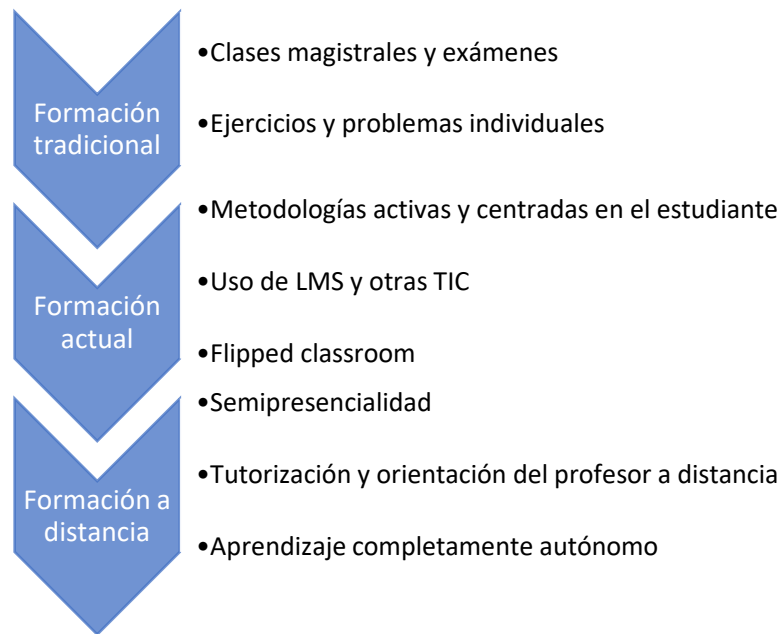 Formación
tradicional
•Clases magistrales y exámenes
•Ejercicios y problemas individuales
Formación
actual
•Metodologías activas y centradas en el estudiante
•Uso de LMS y otras TIC
•Flipped classroom
Formación a
distancia
•Semipresencialidad
•Tutorización y orientación del profesor a distancia
•Aprendizaje completamente autónomo